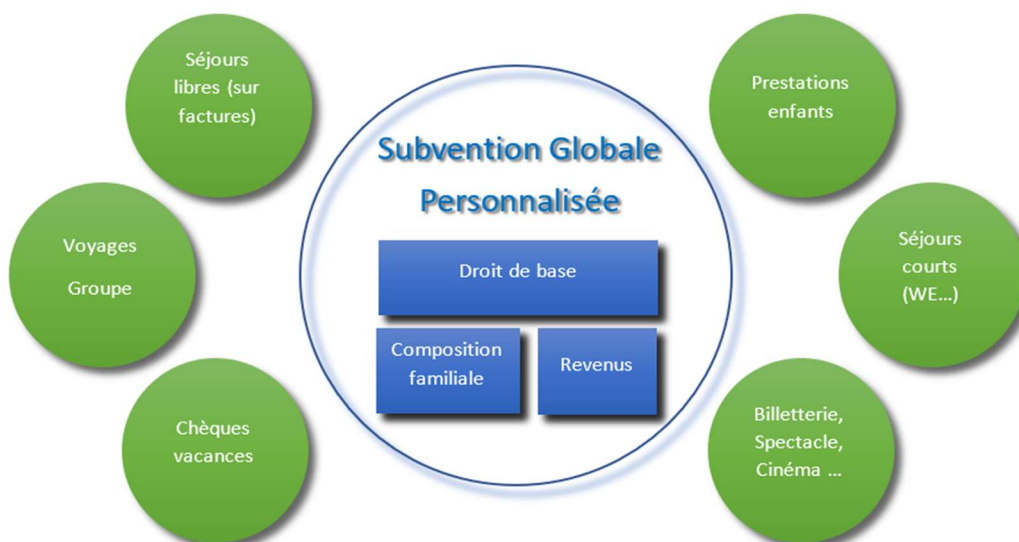 Séjours
libres (sur
factures)
Voyages
Groupe
Chèques
vacances
Subvention Globale
Personnalisée
Droit de base
Composition
familiale
Revenus
Prestations
enfants
Séjours
courts
(WE...)
Billetterie,
Spectacle,
Cinéma ...